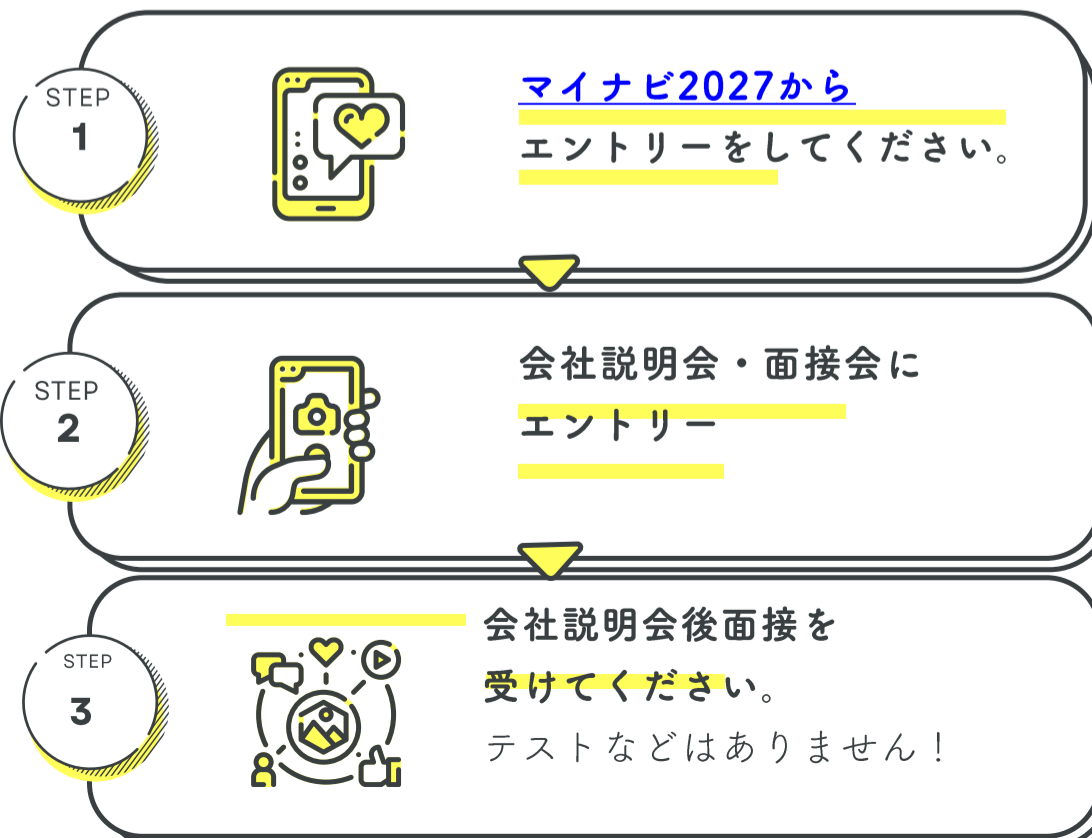 STEP
1
マイナビ2027から
エントリーをしてください。
STEP
2
会社説明会・面接会に
エントリー
STEP
3
会社説明会後面接を
受けてください。
テストなどはありません！